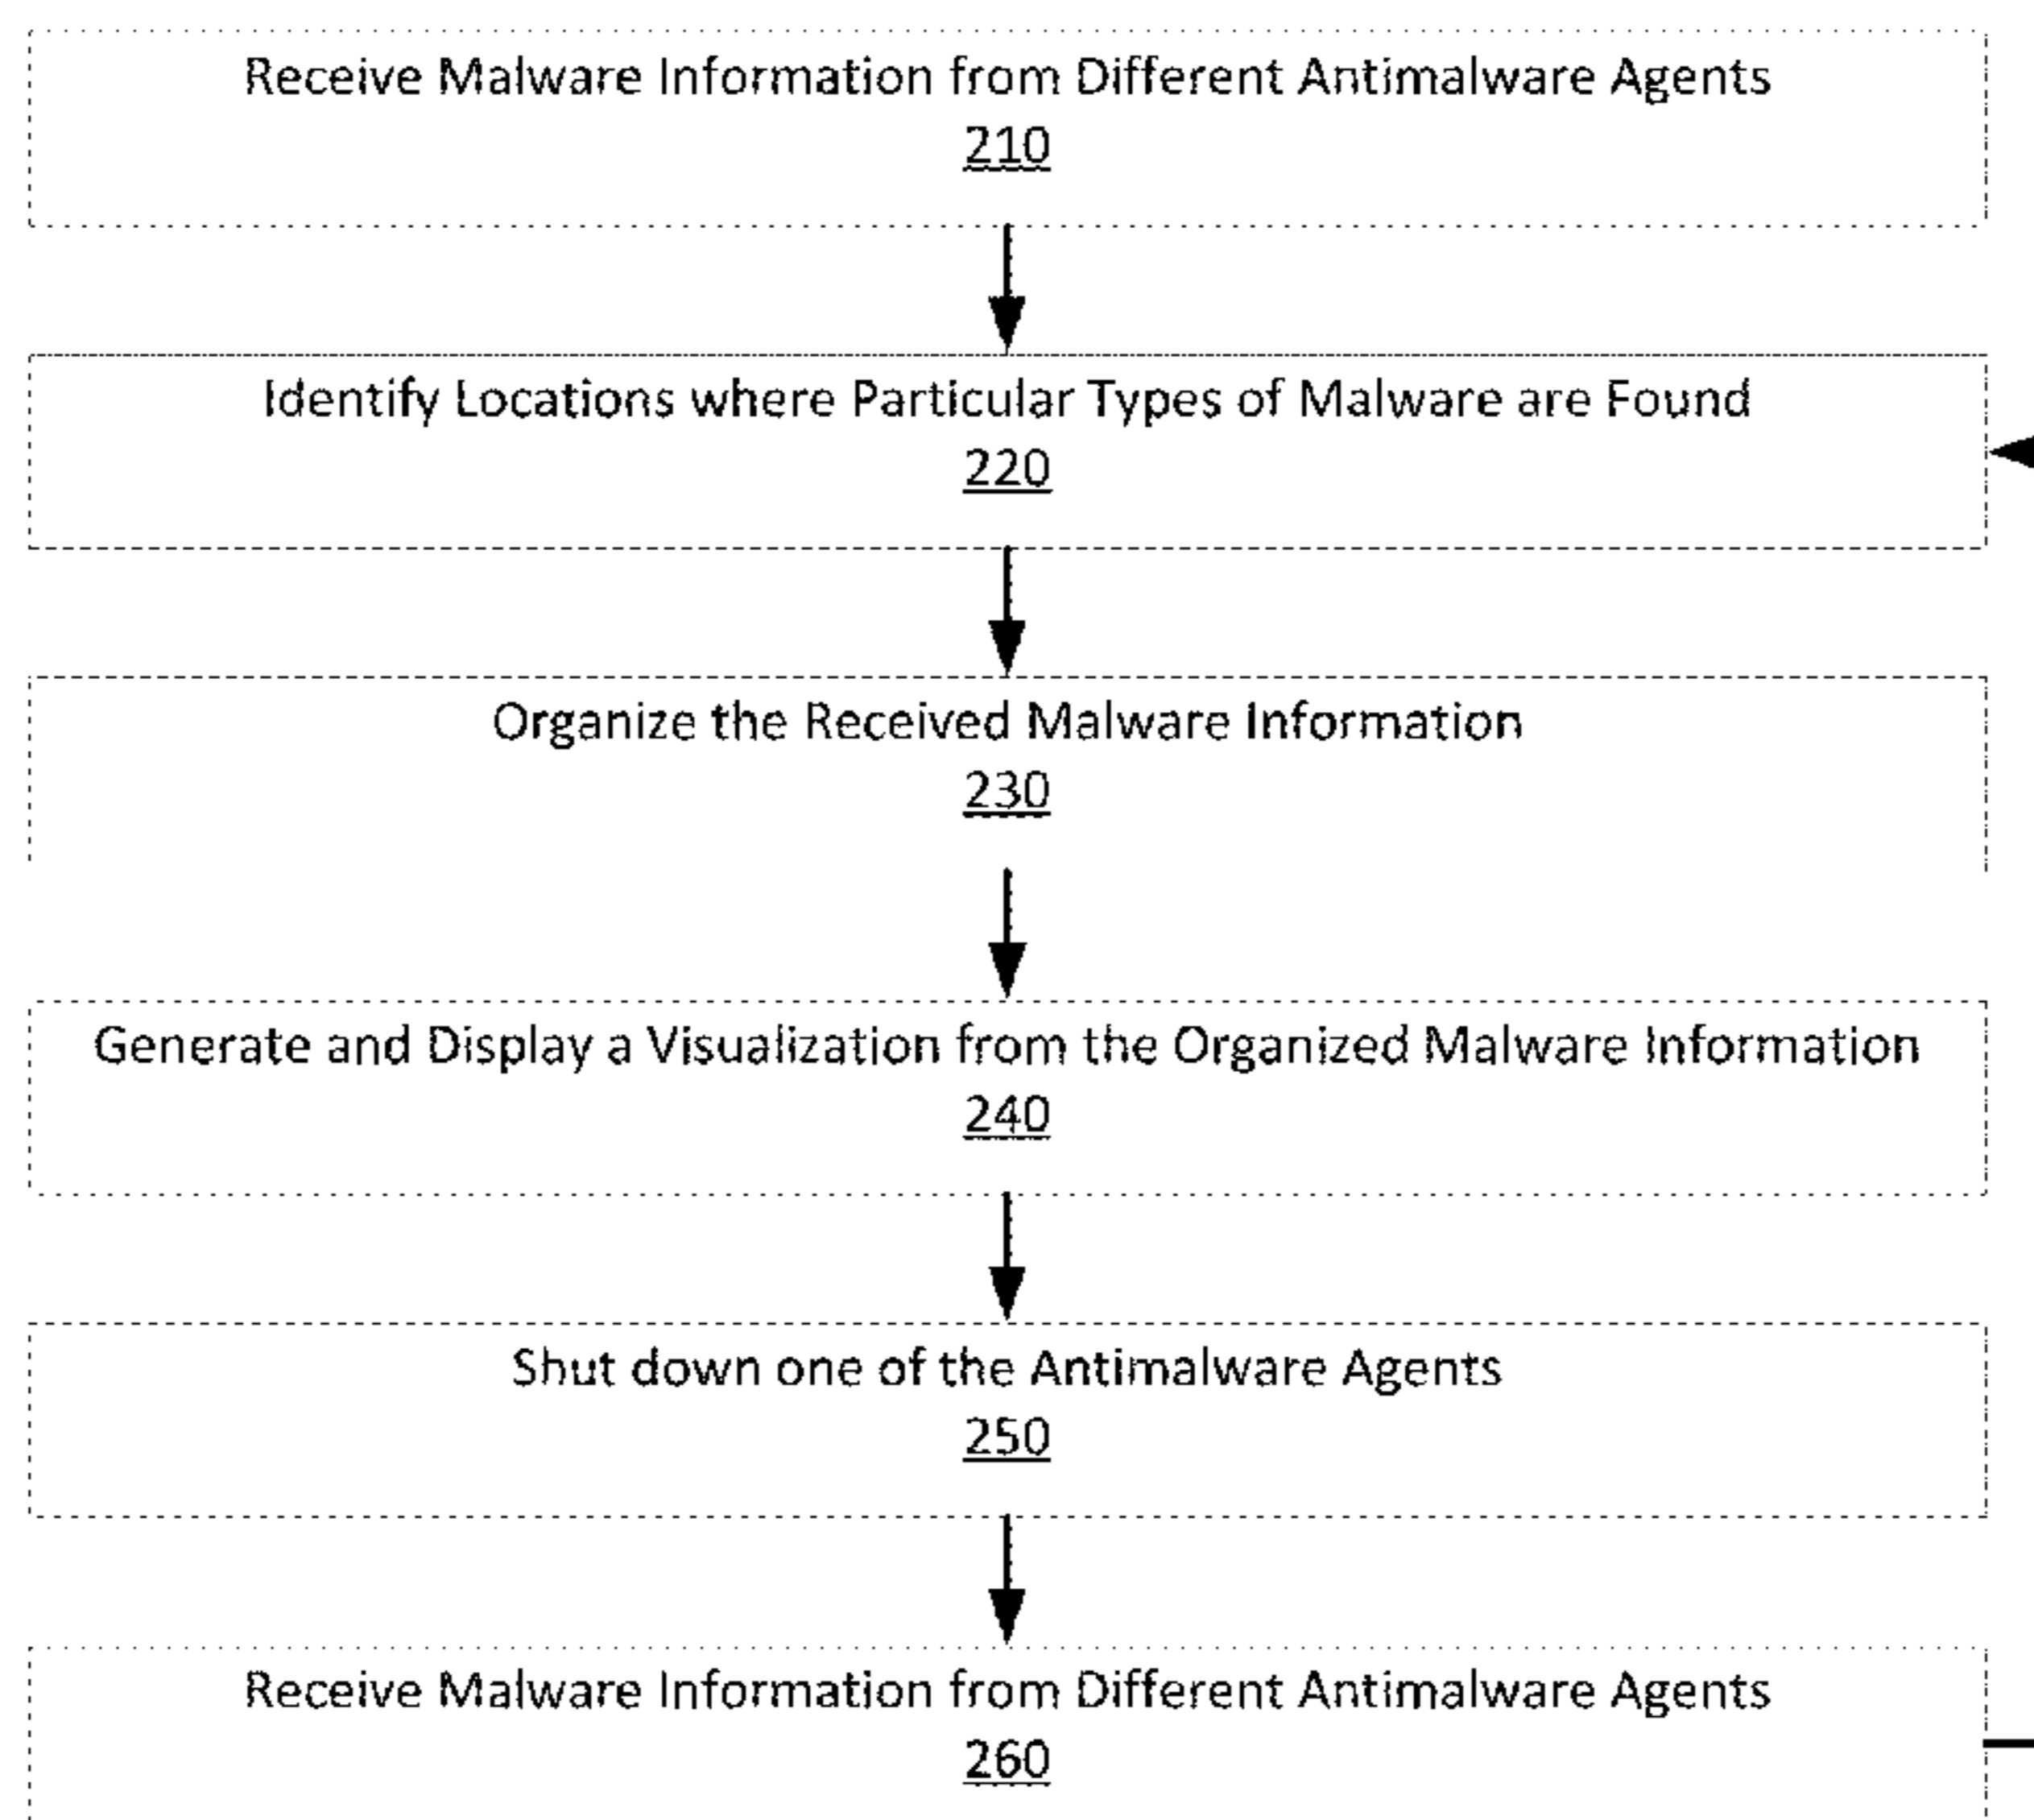 Receive Malware Information from Different Antimalware Agents
210
Identify Locations where Particular Types of Malware are Found
220
Organize the Received Malware Information
230
Generate and Display a Visualization from the Organized Malware Information
240
Shut down one of the Antimalware Agents
250
Receive Malware Information from Different Antimalware Agents
260